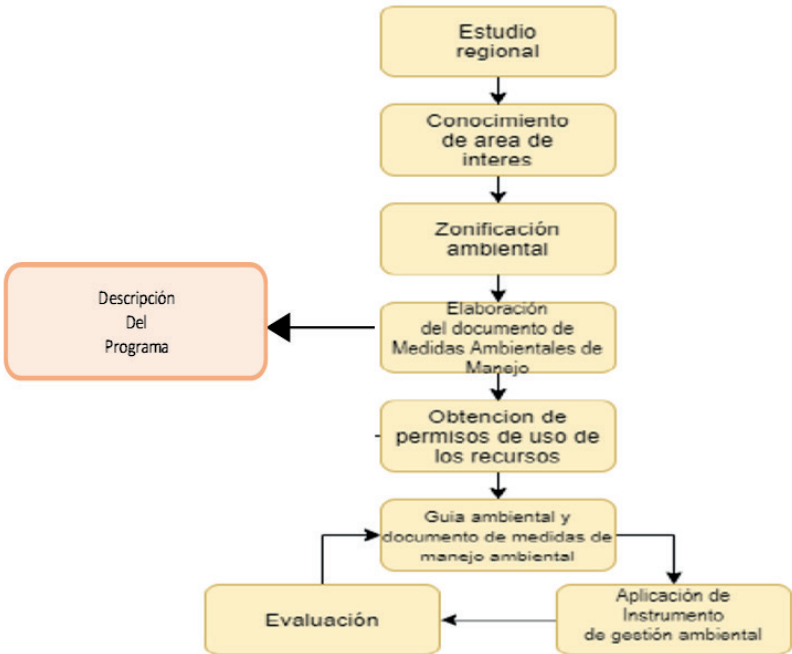 Estudio
regional
Conocimiento
de area de
interes
Zonificación
ambiental
Descripción
Del
Programa
Elaboración
del documento de
Medidas Ambientales de
Manejo
Obtencion de
permisos de uso de
los recursos
Guia ambiental y
documento de medidas de
manejo ambiental
Evaluación
Aplicación de
Instrumento
de gestión ambiental